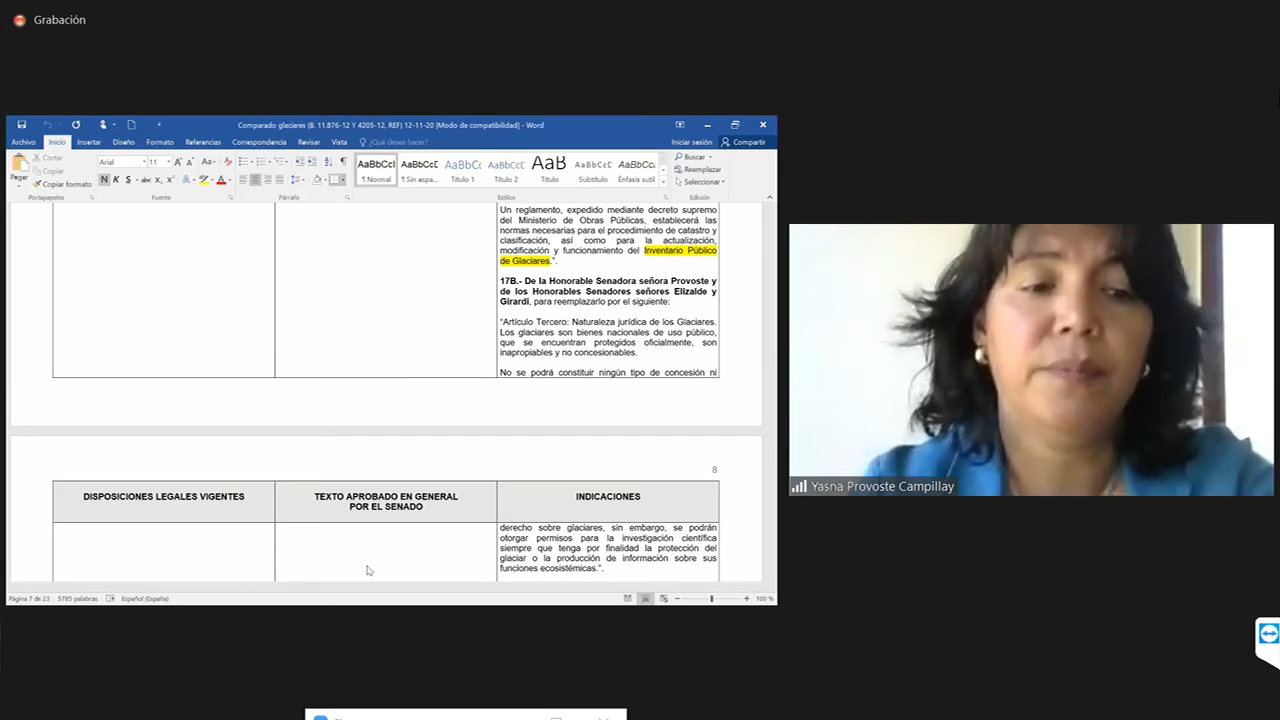 Grabación
Comparado glaciares (B. 11.876-12 Y 4205-12, REF) 12-11-20 [Modo de compatibilidad] - Word
Archivo Inicio Insertar Diseño Formato Referencias Correspondencia Revisar Vista ¿Qué desea hacer? Iniciar sesión Compartir
Pegar
Cortar
Copiar
Copiar formato
Portapapeles
Arial 11
N K S abc x₂ x²
Fuente
Párrafo
AaBbCcI AaBbCcD AaBbCc AaBbCcD AaB AaBbCcD AaBbCc
¶ Normal ¶ Sin espa... Título 1 Título 2 Título Subtítulo Énfasis sutil
Estilos
Buscar
Reemplazar
Seleccionar
Edición
Un reglamento, expedido mediante decreto supremo
del Ministerio de Obras Públicas, establecerá las
normas necesarias para el procedimiento de catastro y
clasificación, así como para la actualización,
modificación y funcionamiento del Inventario Público
de Glaciares.”.
17B.- De la Honorable Senadora señora Provoste y
de los Honorables Senadores señores Elizalde y
Girardi, para reemplazarlo por el siguiente:
“Artículo Tercero: Naturaleza jurídica de los Glaciares.
Los glaciares son bienes nacionales de uso público,
que se encuentran protegidos oficialmente, son
inapropiables y no concesionables.
No se podrá constituir ningún tipo de concesión ni
8
DISPOSICIONES LEGALES VIGENTES
TEXTO APROBADO EN GENERAL
POR EL SENADO
INDICACIONES
derecho sobre glaciares, sin embargo, se podrán
otorgar permisos para la investigación científica
siempre que tenga por finalidad la protección del
glaciar o la producción de información sobre sus
funciones ecosistémicas.”.
Página 7 de 23 5785 palabras Español (España) 100 %
Yasna Provoste Campillay